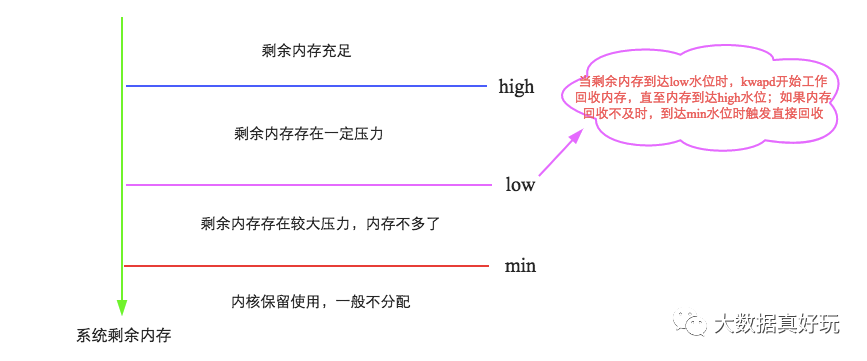 剩余内存充足
high
当剩余内存到达low水位时，kwapd开始工作
回收内存，直至内存到达high水位；如果内存
回收不及时，到达min水位时触发直接回收
剩余内存存在一定压力
low
剩余内存存在较大压力，内存不多了
min
内核保留使用，一般不分配
系统剩余内存
大数据真好玩